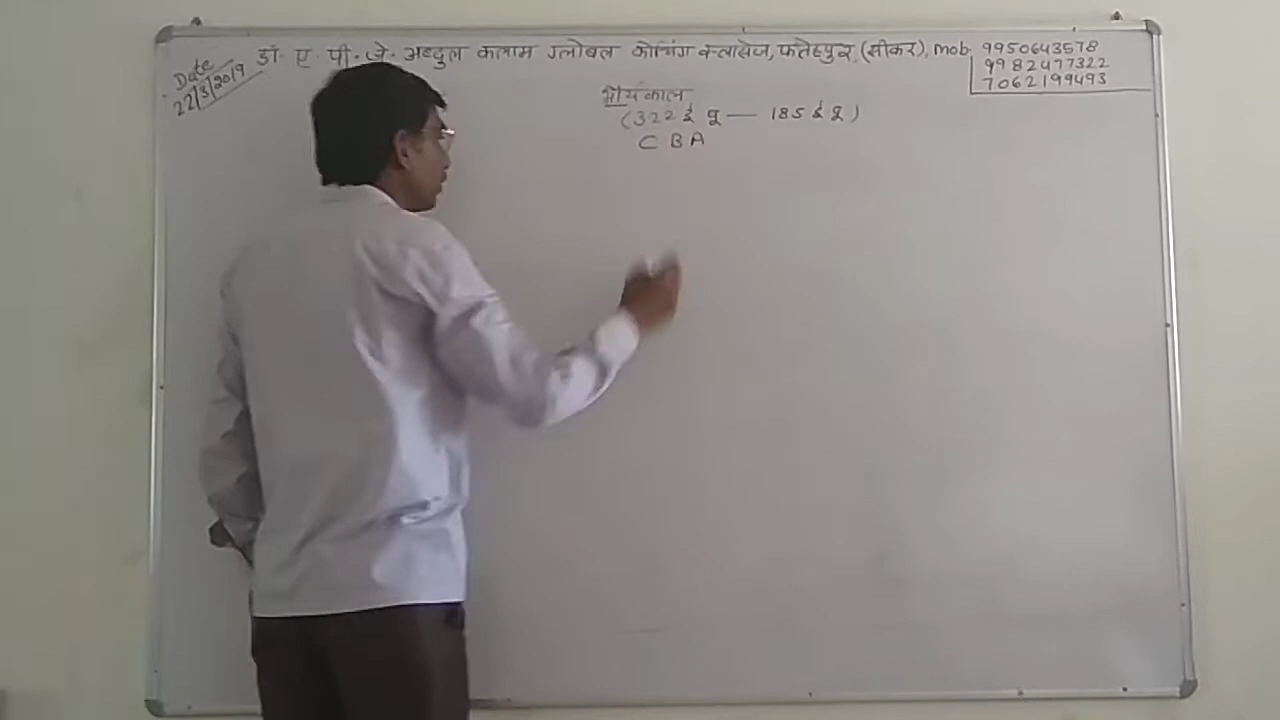 Date
22/3/2019
डॉ. ए. पी. जे. अब्दुल कलाम ग्लोबल कोचिंग क्लासेज, फतेहपुर, (सीकर), Mob. 9950643578
9982477322
7062199493
मौर्य काल
(322 ई पू — 185 ई पू)
C B A